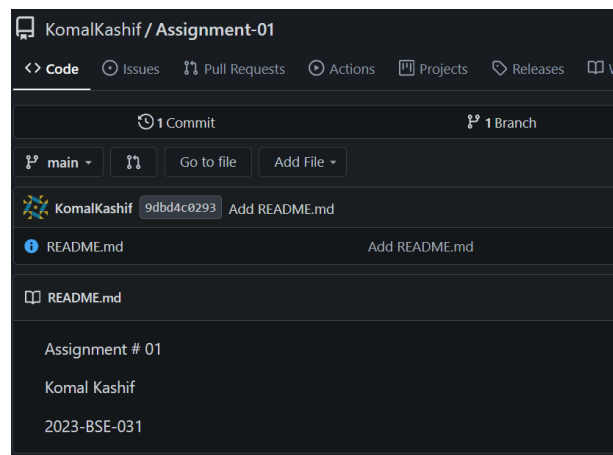 KomalKashif / Assignment-01
<> Code Issues Pull Requests Actions Projects Releases
1 Commit 1 Branch
main Go to file Add File
KomalKashif 9dbd4c0293 Add README.md
README.md Add README.md
README.md
Assignment # 01
Komal Kashif
2023-BSE-031